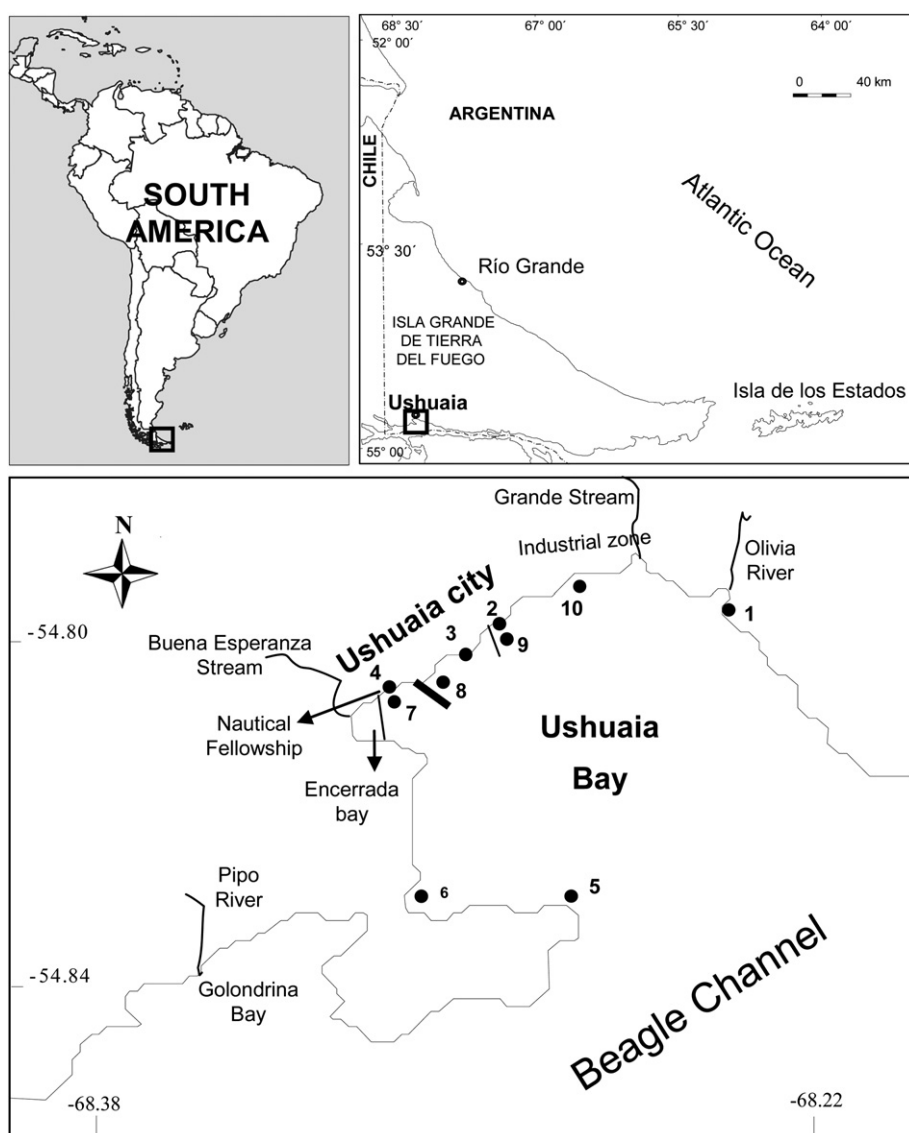 SOUTH
AMERICA
68° 30´
67° 00´
65° 30´
64° 00´
52° 00´
0 40 km
ARGENTINA
CHILE
Atlantic Ocean
53° 30´
Río Grande
ISLA GRANDE
DE TIERRA
DEL FUEGO
Isla de los Estados
Ushuaia
55° 00´
Grande Stream
N
Industrial zone
Olivia
River
Ushuaia city
10
1
2
-54.80
9
3
Buena Esperanza
Stream
4
8
7
Nautical
Fellowship
Ushuaia
Bay
Encerrada
bay
Pipo
River
6
5
-54.84
Golondrina
Bay
Beagle Channel
-68.38
-68.22